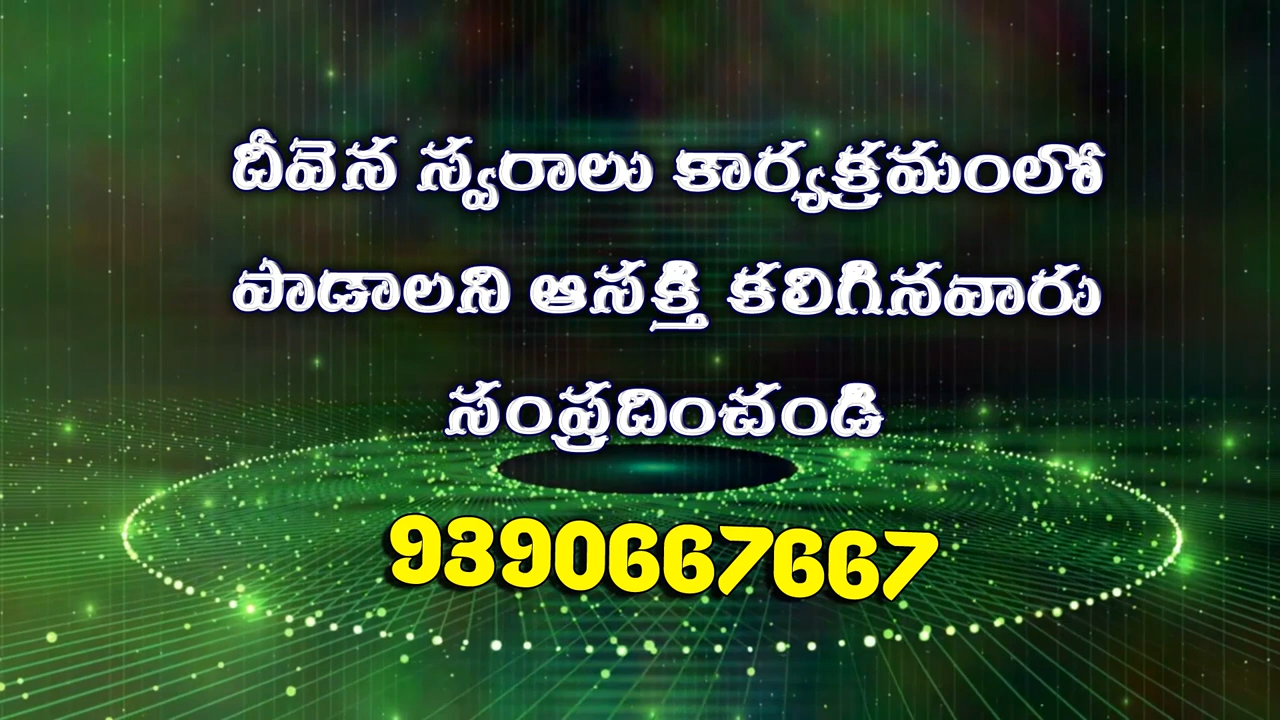 దీవెన స్వరాలు కార్యక్రమంలో
పాడాలని ఆసక్తి కలిగినవారు
సంప్రదించండి
9390667667